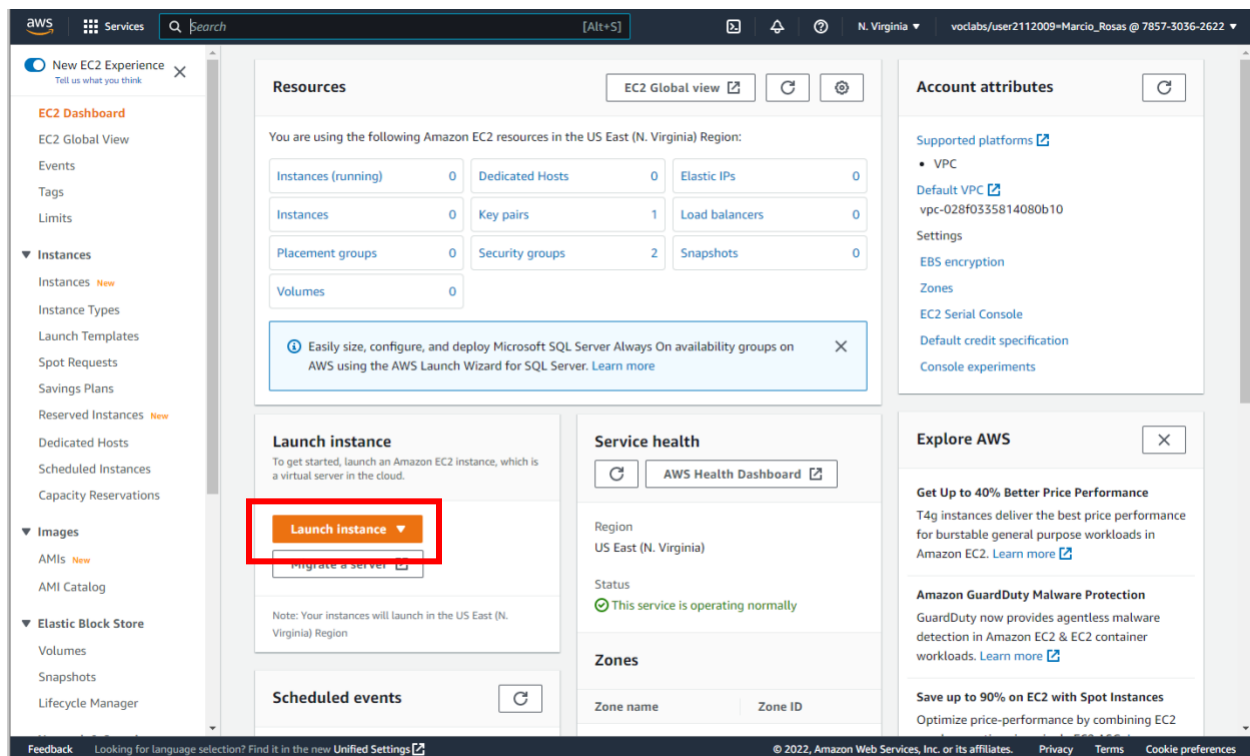 aws
Services
Search
[Alt+S]
N. Virginia
voclabs/user2112009=Marcio_Rosas @ 7857-3036-2622
New EC2 Experience
Tell us what you think
EC2 Dashboard
EC2 Global View
Events
Tags
Limits
Instances
Instances New
Instance Types
Launch Templates
Spot Requests
Savings Plans
Reserved Instances New
Dedicated Hosts
Scheduled Instances
Capacity Reservations
Images
AMIs New
AMI Catalog
Elastic Block Store
Volumes
Snapshots
Lifecycle Manager
Resources
EC2 Global view
You are using the following Amazon EC2 resources in the US East (N. Virginia) Region:
Instances (running) 0
Dedicated Hosts 0
Elastic IPs 0
Instances 0
Key pairs 1
Load balancers 0
Placement groups 0
Security groups 2
Snapshots 0
Volumes 0
Easily size, configure, and deploy Microsoft SQL Server Always On availability groups on
AWS using the AWS Launch Wizard for SQL Server. Learn more
Launch instance
To get started, launch an Amazon EC2 instance, which is
a virtual server in the cloud.
Launch instance
Migrate a server
Note: Your instances will launch in the US East (N.
Virginia) Region
Scheduled events
Service health
AWS Health Dashboard
Region
US East (N. Virginia)
Status
This service is operating normally
Zones
Zone name
Zone ID
Account attributes
Supported platforms
• VPC
Default VPC
vpc-028f0335814080b10
Settings
EBS encryption
Zones
EC2 Serial Console
Default credit specification
Console experiments
Explore AWS
Get Up to 40% Better Price Performance
T4g instances deliver the best price performance
for burstable general purpose workloads in
Amazon EC2. Learn more
Amazon GuardDuty Malware Protection
GuardDuty now provides agentless malware
detection in Amazon EC2 & EC2 container
workloads. Learn more
Save up to 90% on EC2 with Spot Instances
Optimize price-performance by combining EC2
Feedback
Looking for language selection? Find it in the new Unified Settings
© 2022, Amazon Web Services, Inc. or its affiliates.
Privacy
Terms
Cookie preferences